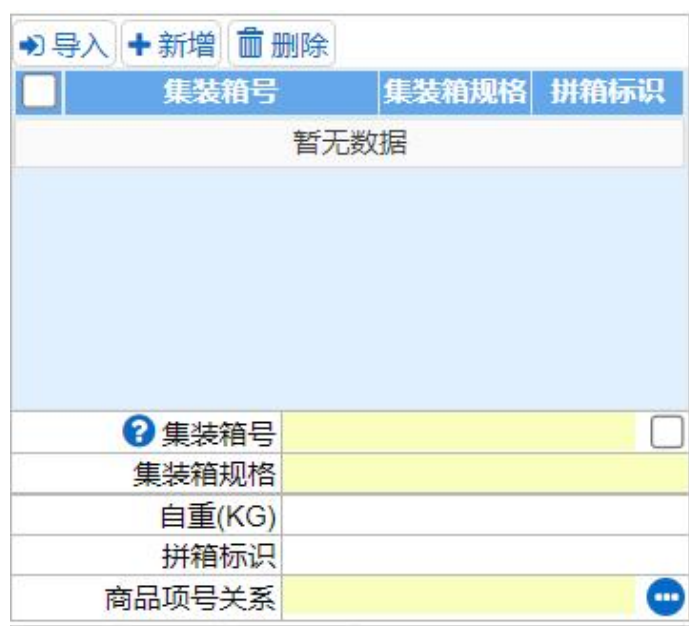 导入 新增 删除
集装箱号 集装箱规格 拼箱标识
暂无数据
集装箱号
集装箱规格
自重(KG)
拼箱标识
商品项号关系